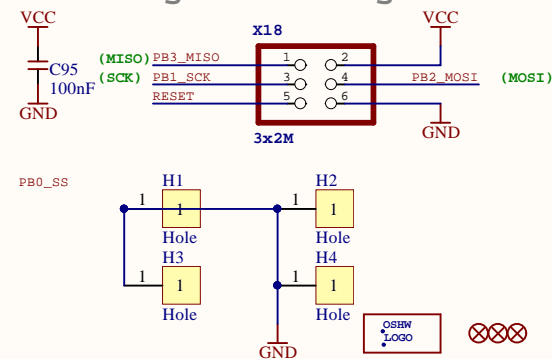 VCC
C95
100nF
GND
X18
VCC
(MISO) PB3_MISO 1 2
(SCK) PB1_SCK 3 4 PB2_MOSI (MOSI)
RESET 5 6
3x2M
GND
PB0_SS
1 H1 1 Hole
1 H2 1 Hole
1 H3 1 Hole
1 H4 1 Hole
GND
OSHW
LOGO